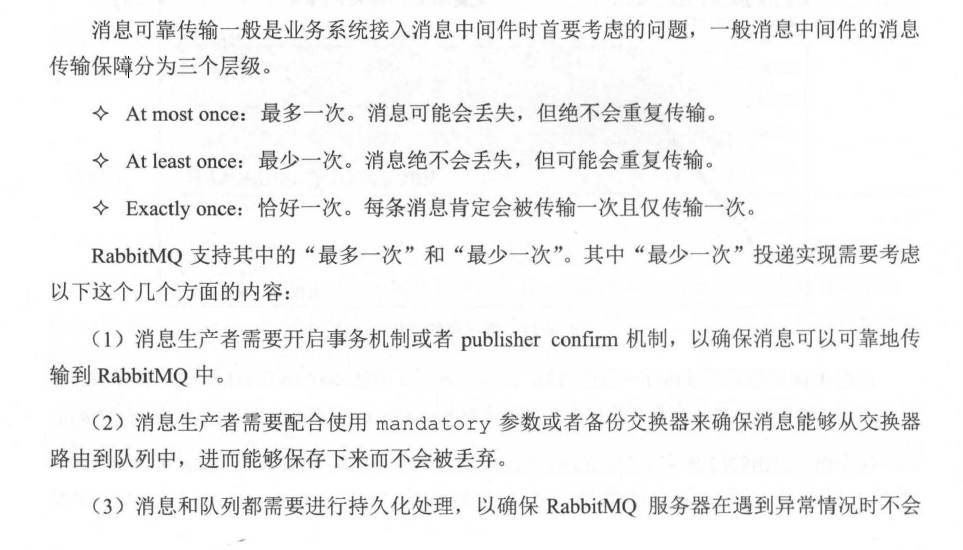 消息可靠传输一般是业务系统接入消息中间件时首要考虑的问题，一般消息中间件的消息
传输保障分为三个层级。
✧ At most once：最多一次。消息可能会丢失，但绝不会重复传输。
✧ At least once：最少一次。消息绝不会丢失，但可能会重复传输。
✧ Exactly once：恰好一次。每条消息肯定会被传输一次且仅传输一次。
RabbitMQ 支持其中的“最多一次”和“最少一次”。其中“最少一次”投递实现需要考虑
以下这个几个方面的内容：
（1）消息生产者需要开启事务机制或者 publisher confirm 机制，以确保消息可以可靠地传
输到 RabbitMQ 中。
（2）消息生产者需要配合使用 mandatory 参数或者备份交换器来确保消息能够从交换器
路由到队列中，进而能够保存下来而不会被丢弃。
（3）消息和队列都需要进行持久化处理，以确保 RabbitMQ 服务器在遇到异常情况时不会